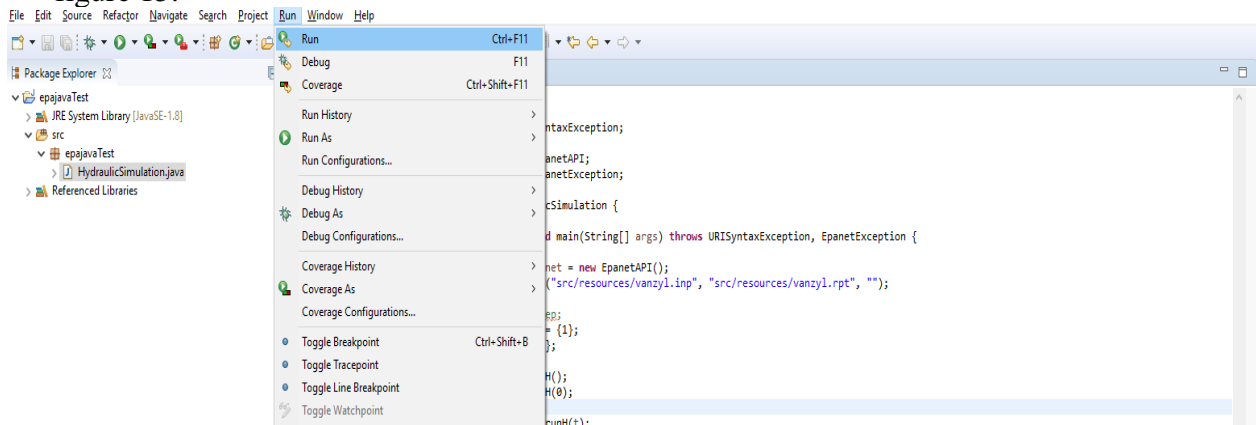 figure 13.
File Edit Source Refactor Navigate Search Project Run Window Help
Run Ctrl+F11
Package Explorer
Debug F11
Coverage Ctrl+Shift+F11
epajavaTest
JRE System Library [JavaSE-1.8]
src
epajavaTest
HydraulicSimulation.java
Referenced Libraries
Run History
Run As
Run Configurations...
Debug History
Debug As
Debug Configurations...
Coverage History
Coverage As
Coverage Configurations...
Toggle Breakpoint Ctrl+Shift+B
Toggle Tracepoint
Toggle Line Breakpoint
Toggle Watchpoint
ntaxException;
anetAPI;
anetException;
cSimulation {
d main(String[] args) throws URISyntaxException, EpanetException {
net = new EpanetAPI();
("src/resources/vanzyl.inp", "src/resources/vanzyl.rpt", "");
ep;
= {1};
};
H();
H(0);
runH(t);